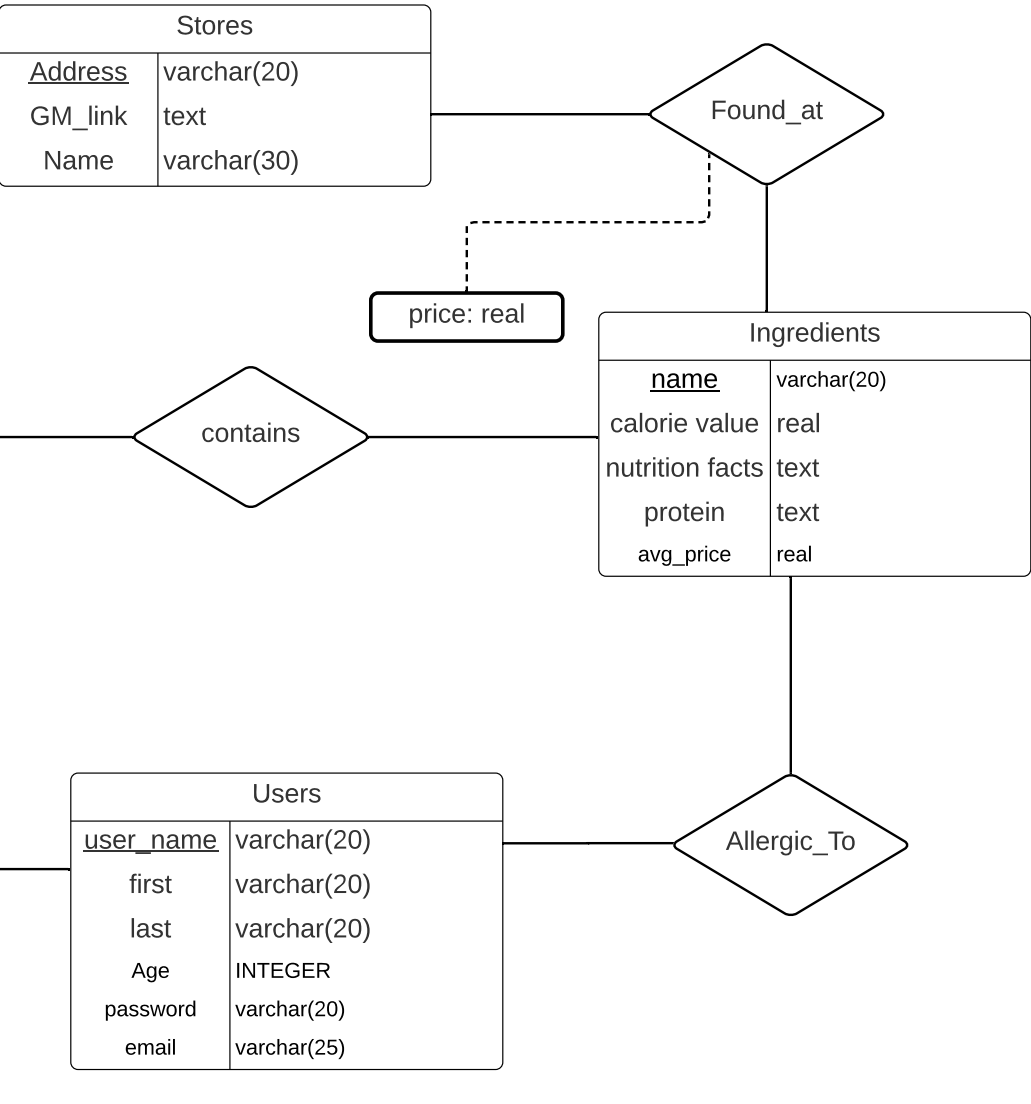 Stores
Address varchar(20)
GM_link text
Name varchar(30)
Found_at
price: real
Ingredients
name varchar(20)
calorie value real
nutrition facts text
protein text
avg_price real
contains
Users
user_name varchar(20)
first varchar(20)
last varchar(20)
Age INTEGER
password varchar(20)
email varchar(25)
Allergic_To